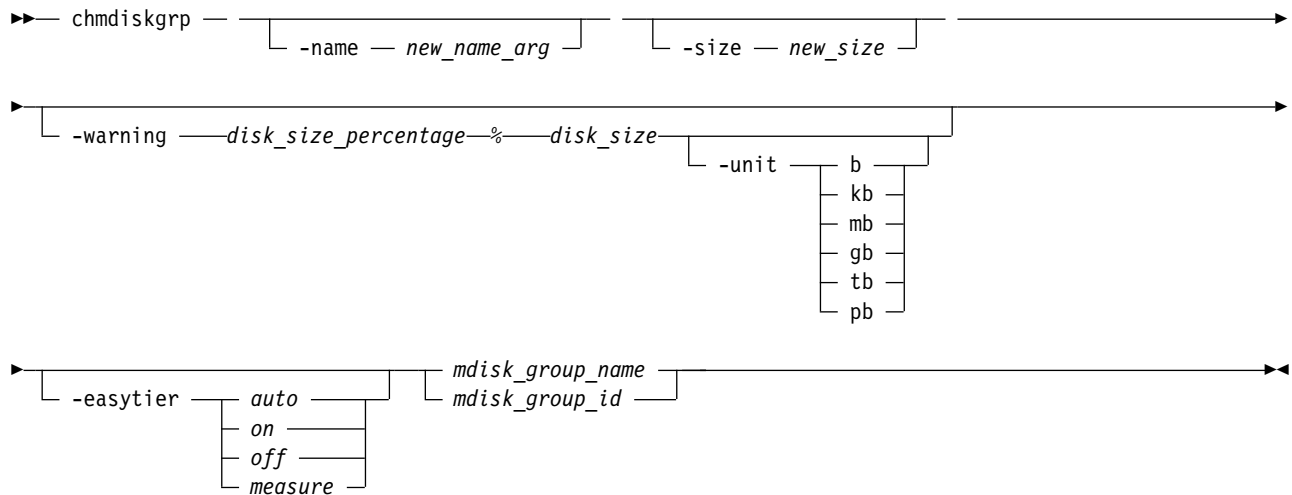 chmdiskgrp
-name new_name_arg -size new_size
-warning disk_size_percentage % disk_size
-unit b
kb
mb
gb
tb
pb
mdisk_group_name
-easytier auto mdisk_group_id
on
off
measure